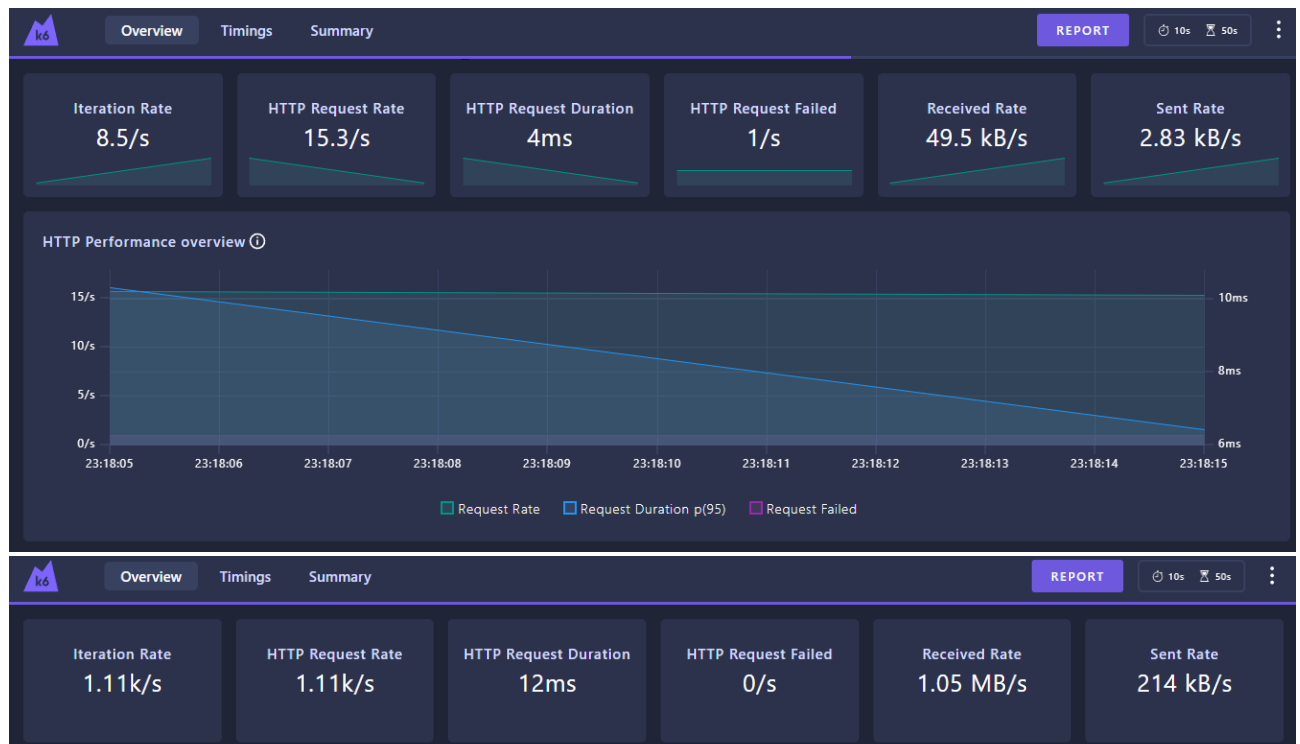 k6 Overview Timings Summary REPORT 10s 50s
Iteration Rate HTTP Request Rate HTTP Request Duration HTTP Request Failed Received Rate Sent Rate
8.5/s 15.3/s 4ms 1/s 49.5 kB/s 2.83 kB/s
HTTP Performance overview
15/s 10ms
10/s
8ms
5/s
0/s 6ms
23:18:05 23:18:06 23:18:07 23:18:08 23:18:09 23:18:10 23:18:11 23:18:12 23:18:13 23:18:14 23:18:15
Request Rate Request Duration p(95) Request Failed
k6 Overview Timings Summary REPORT 10s 50s
Iteration Rate HTTP Request Rate HTTP Request Duration HTTP Request Failed Received Rate Sent Rate
1.11k/s 1.11k/s 12ms 0/s 1.05 MB/s 214 kB/s